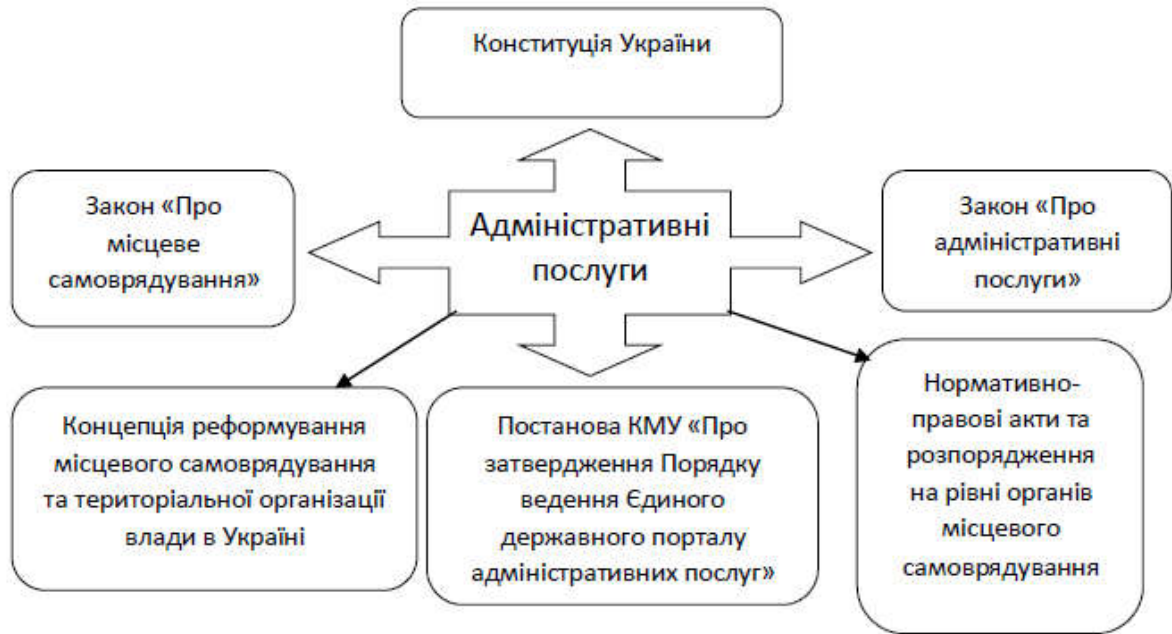 Конституція України
Закон «Про
місцеве
самоврядування»
Адміністративні
послуги
Закон «Про
адміністративні
послуги»
Концепція реформування
місцевого самоврядування
та територіальної організації
влади в Україні
Постанова КМУ «Про
затвердження Порядку
ведення Єдиного
державного порталу
адміністративних послуг»
Нормативно-
правові акти та
розпорядження
на рівні органів
місцевого
самоврядування